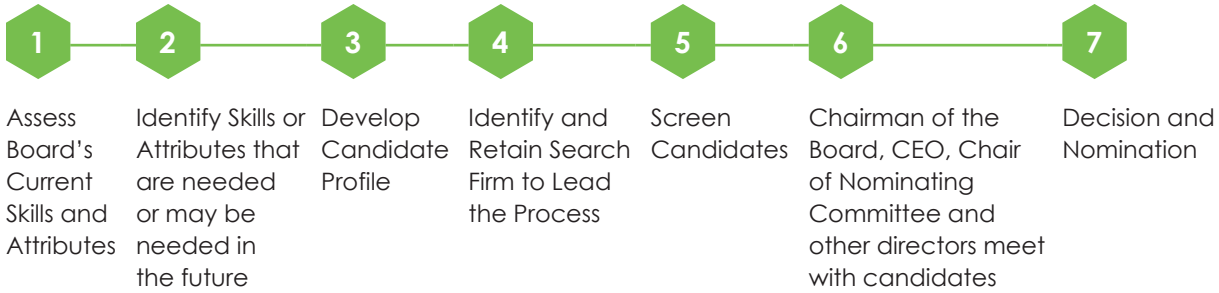 1
2
3
4
5
6
7
Assess
Board's
Current
Skills and
Attributes
Identify Skills or
Attributes that
are needed
or may be
needed in
the future
Develop
Candidate
Profile
Identify and
Retain Search
Firm to Lead
the Process
Screen
Candidates
Chairman of the
Board, CEO, Chair
of Nominating
Committee and
other directors meet
with candidates
Decision and
Nomination